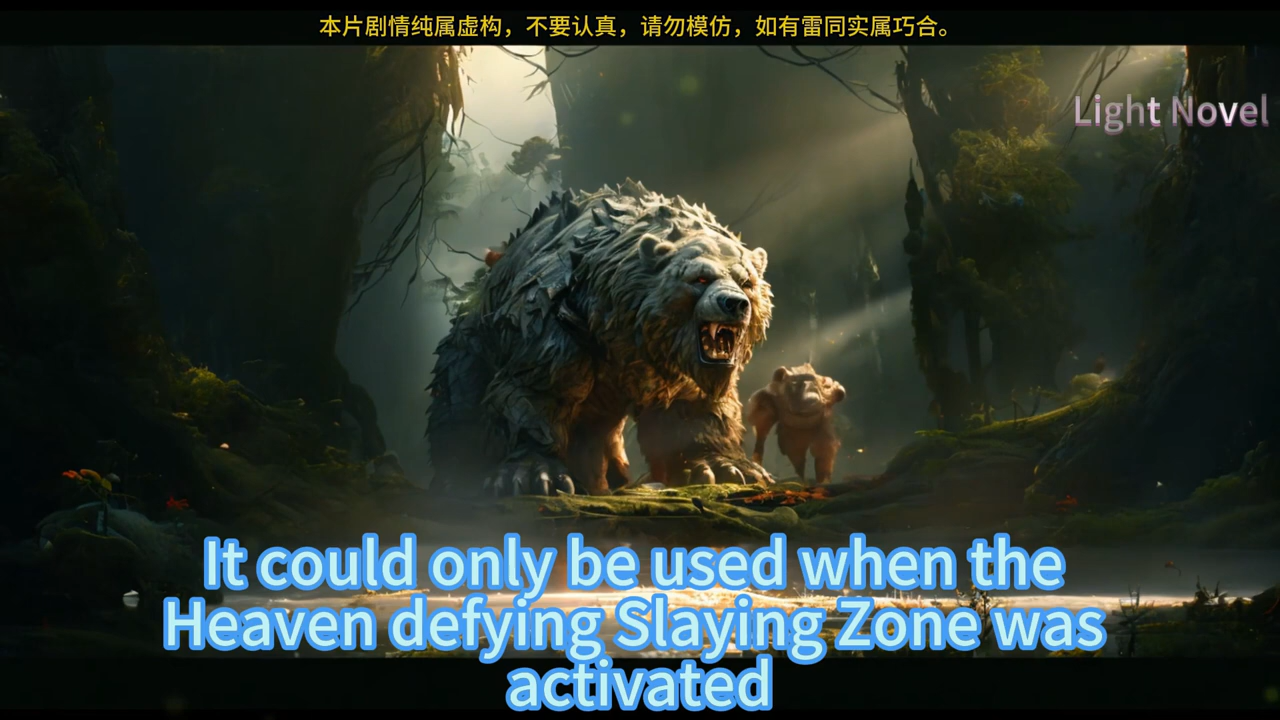 本片剧情纯属虚构，不要认真，请勿模仿，如有雷同实属巧合。
Light Novel
It could only be used when the
Heaven defying Slaying Zone was
activated